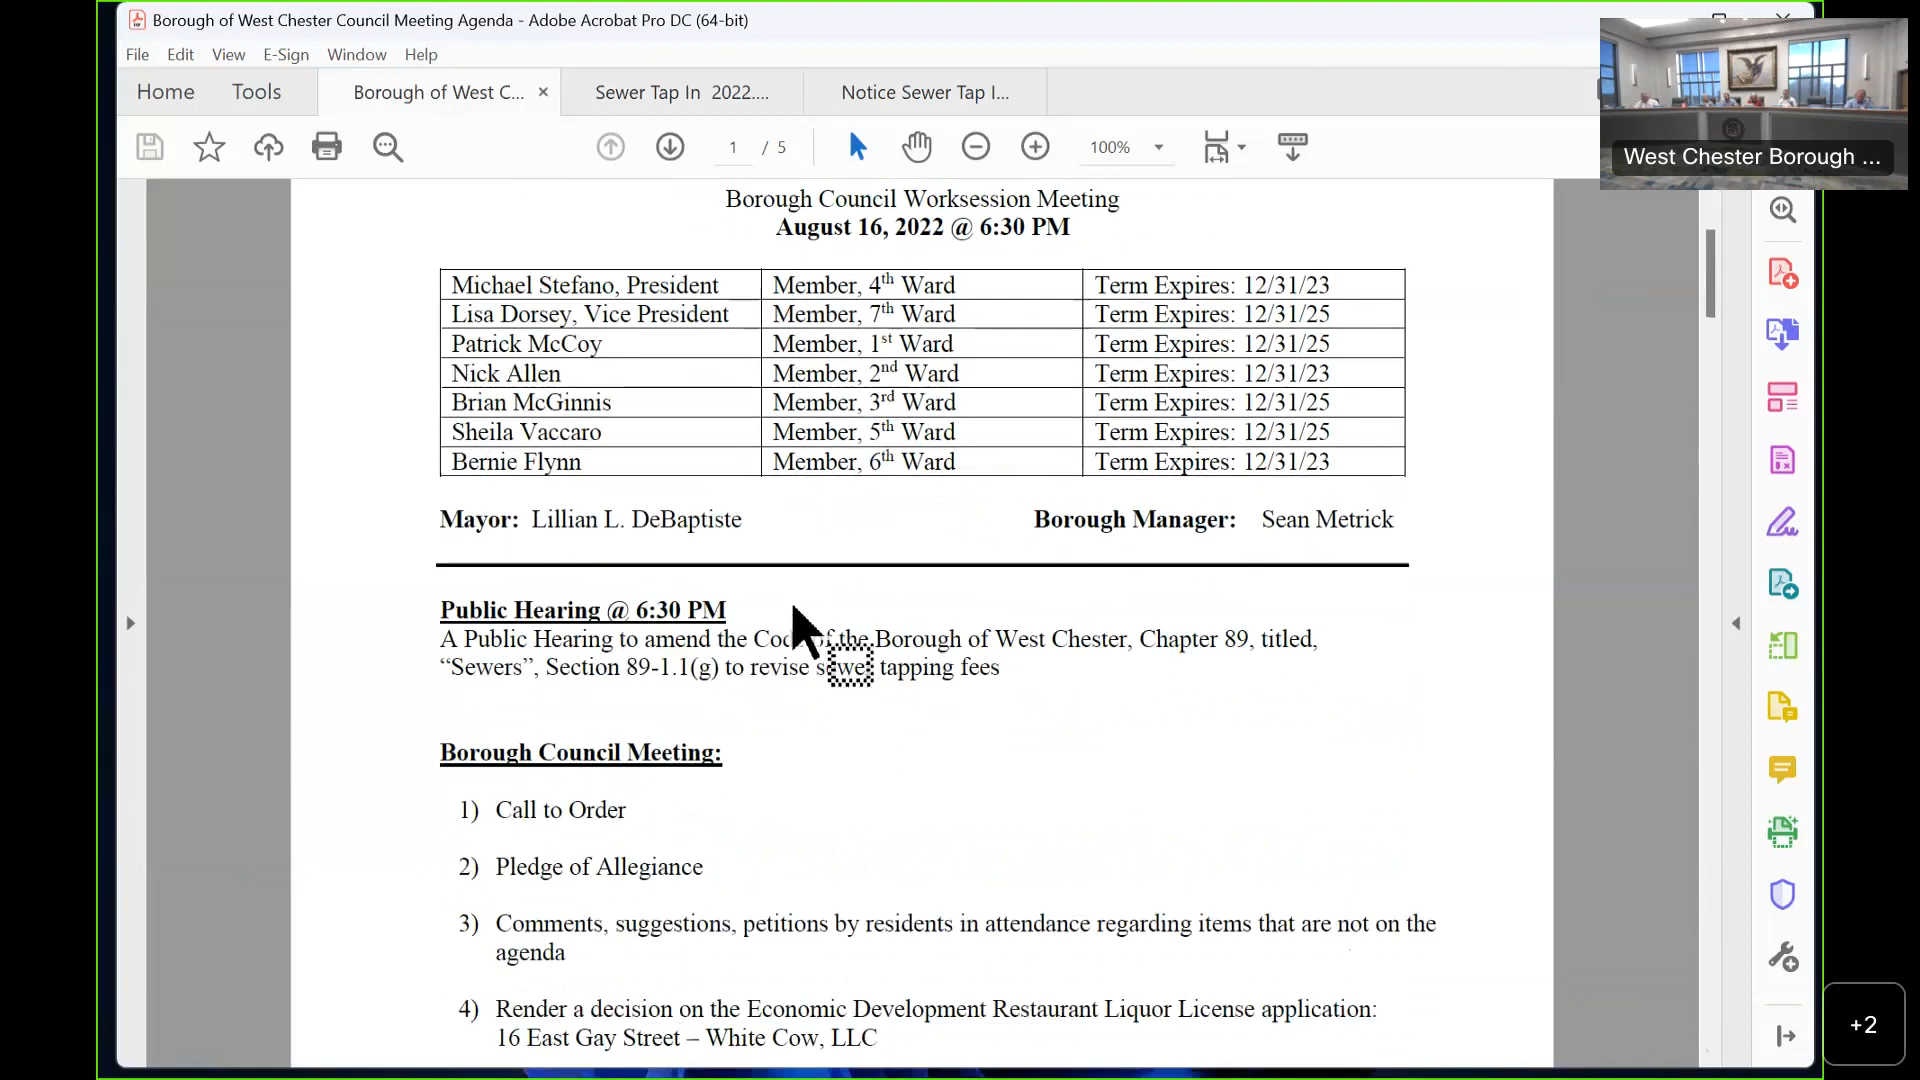 Borough of West Chester Council Meeting Agenda - Adobe Acrobat Pro DC (64-bit)
File Edit View E-Sign Window Help
Home Tools Borough of West C... × Sewer Tap In 2022.... Notice Sewer Tap I...
1 / 5 100%
West Chester Borough ...
Borough Council Worksession Meeting
August 16, 2022 @ 6:30 PM
Michael Stefano, President Member, 4th Ward Term Expires: 12/31/23
Lisa Dorsey, Vice President Member, 7th Ward Term Expires: 12/31/25
Patrick McCoy Member, 1st Ward Term Expires: 12/31/25
Nick Allen Member, 2nd Ward Term Expires: 12/31/23
Brian McGinnis Member, 3rd Ward Term Expires: 12/31/25
Sheila Vaccaro Member, 5th Ward Term Expires: 12/31/25
Bernie Flynn Member, 6th Ward Term Expires: 12/31/23
Mayor: Lillian L. DeBaptiste Borough Manager: Sean Metrick
Public Hearing @ 6:30 PM
A Public Hearing to amend the Code of the Borough of West Chester, Chapter 89, titled,
“Sewers”, Section 89-1.1(g) to revise sewer tapping fees
Borough Council Meeting:
1) Call to Order
2) Pledge of Allegiance
3) Comments, suggestions, petitions by residents in attendance regarding items that are not on the
agenda
4) Render a decision on the Economic Development Restaurant Liquor License application:
16 East Gay Street – White Cow, LLC
+2